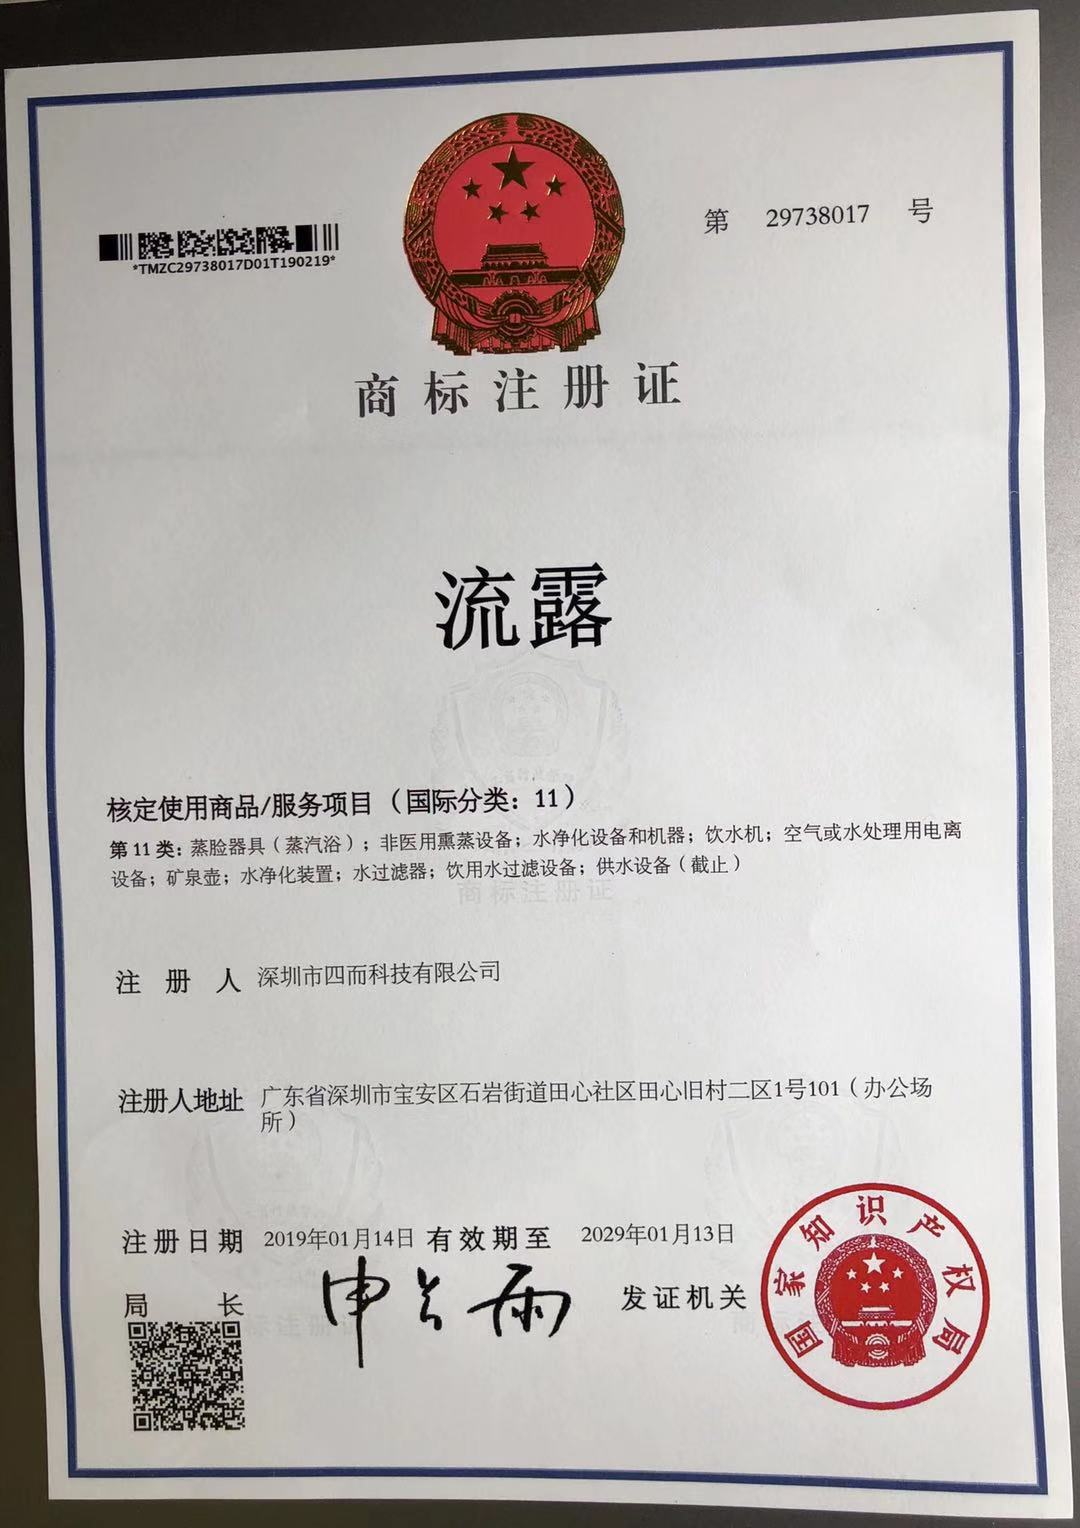 *TMZC29738017D01T190219*
第 29738017 号
商标注册证
流露
核定使用商品/服务项目（国际分类：11）
第 11 类：蒸脸器具（蒸汽浴）；非医用熏蒸设备；水净化设备和机器；饮水机；空气或水处理用电离
设备；矿泉壶；水净化装置；水过滤器；饮用水过滤设备；供水设备（截止）
商标注册证
注册人 深圳市四而科技有限公司
注册人地址 广东省深圳市宝安区石岩街道田心社区田心旧村二区1号101（办公场
所）
注册日期 2019年01月14日 有效期至 2029年01月13日
局长 申长雨 发证机关
国家知识产权局